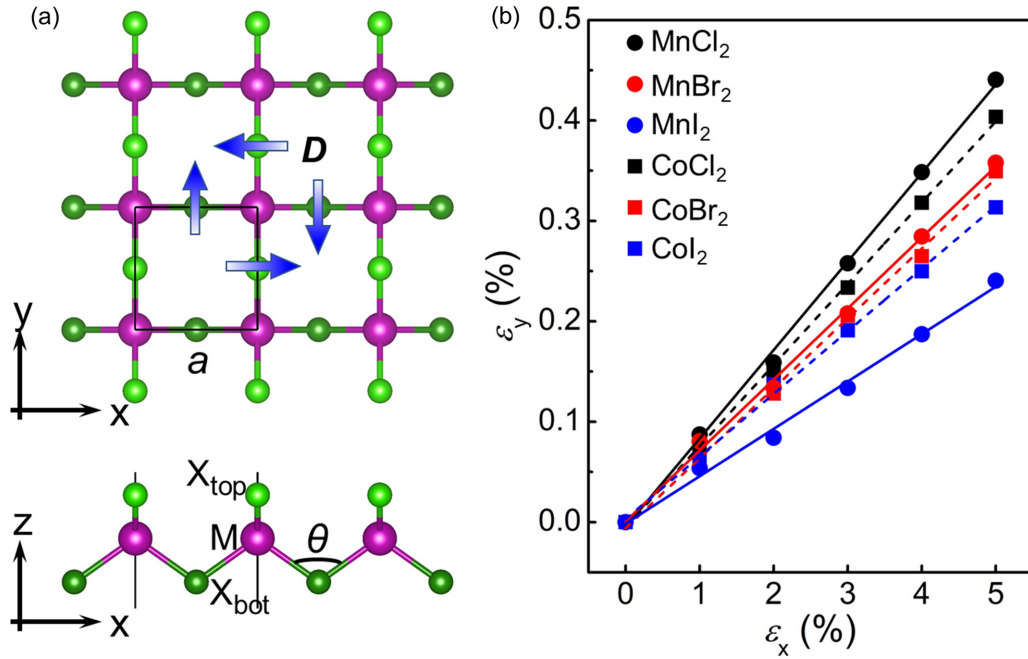 (a)
D
y
a
x
X_top
z
M
θ
X_bot
x
(b)
0.5
0.4
0.3
0.2
0.1
0.0
ε_y (%)
MnCl₂
MnBr₂
MnI₂
CoCl₂
CoBr₂
CoI₂
0 1 2 3 4 5
ε_x (%)